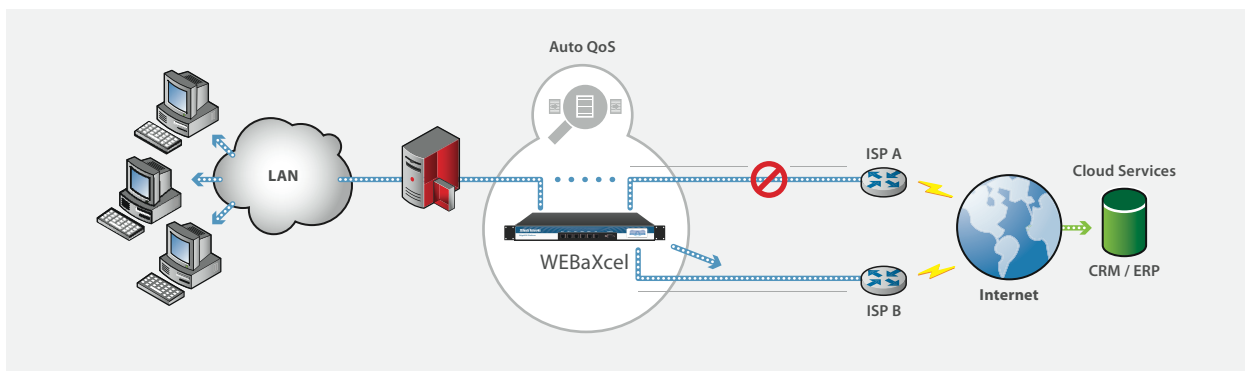 Auto QoS
LAN
ISP A
Cloud Services
WEBaXcel
CRM / ERP
Internet
ISP B